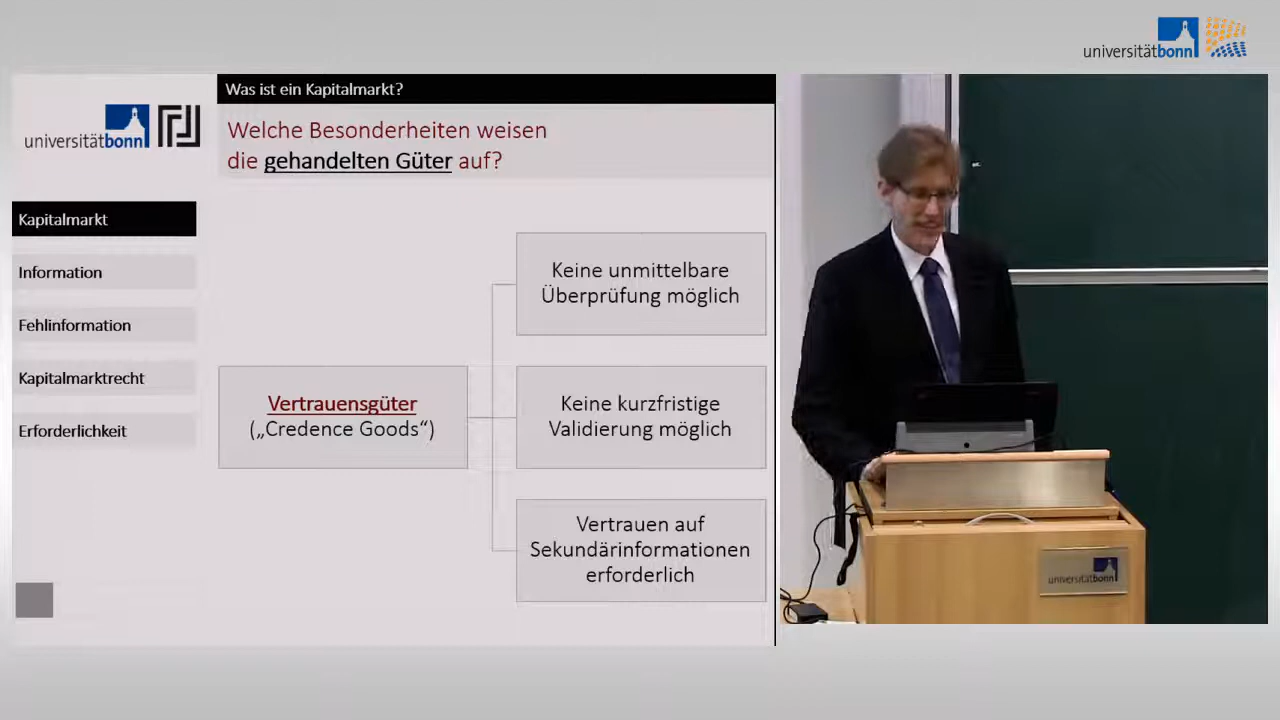 universitätbonn
Was ist ein Kapitalmarkt?
universitätbonn
Welche Besonderheiten weisen
die gehandelten Güter auf?
Kapitalmarkt
Information
Fehlinformation
Kapitalmarktrecht
Erforderlichkeit
Vertrauensgüter
(„Credence Goods“)
Keine unmittelbare
Überprüfung möglich
Keine kurzfristige
Validierung möglich
Vertrauen auf
Sekundärinformationen
erforderlich
universitätbonn